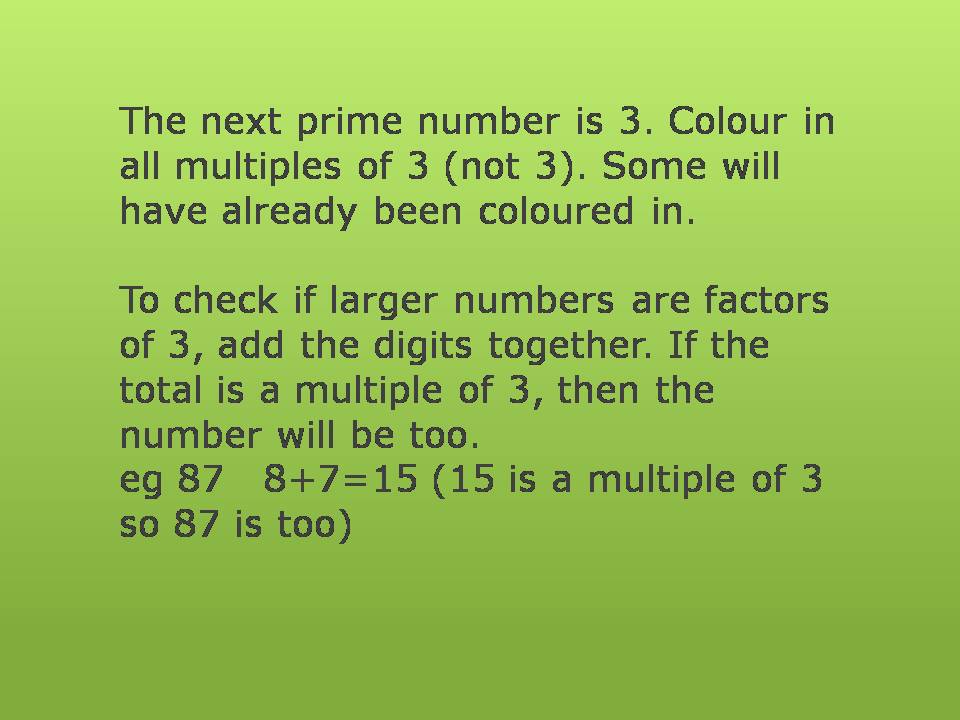 The next prime number is 3. Colour in
all multiples of 3 (not 3). Some will
have already been coloured in.
To check if larger numbers are factors
of 3, add the digits together. If the
total is a multiple of 3, then the
number will be too.
eg 87 8+7=15 (15 is a multiple of 3
so 87 is too)